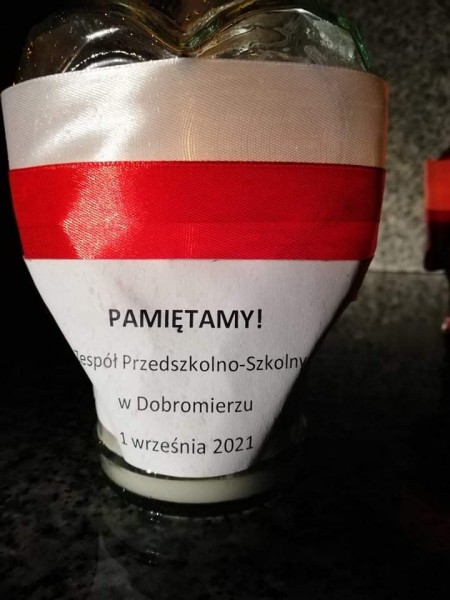 PAMIĘTAMY!
Zespół Przedszkolno-Szkolny
w Dobromierzu
1 września 2021